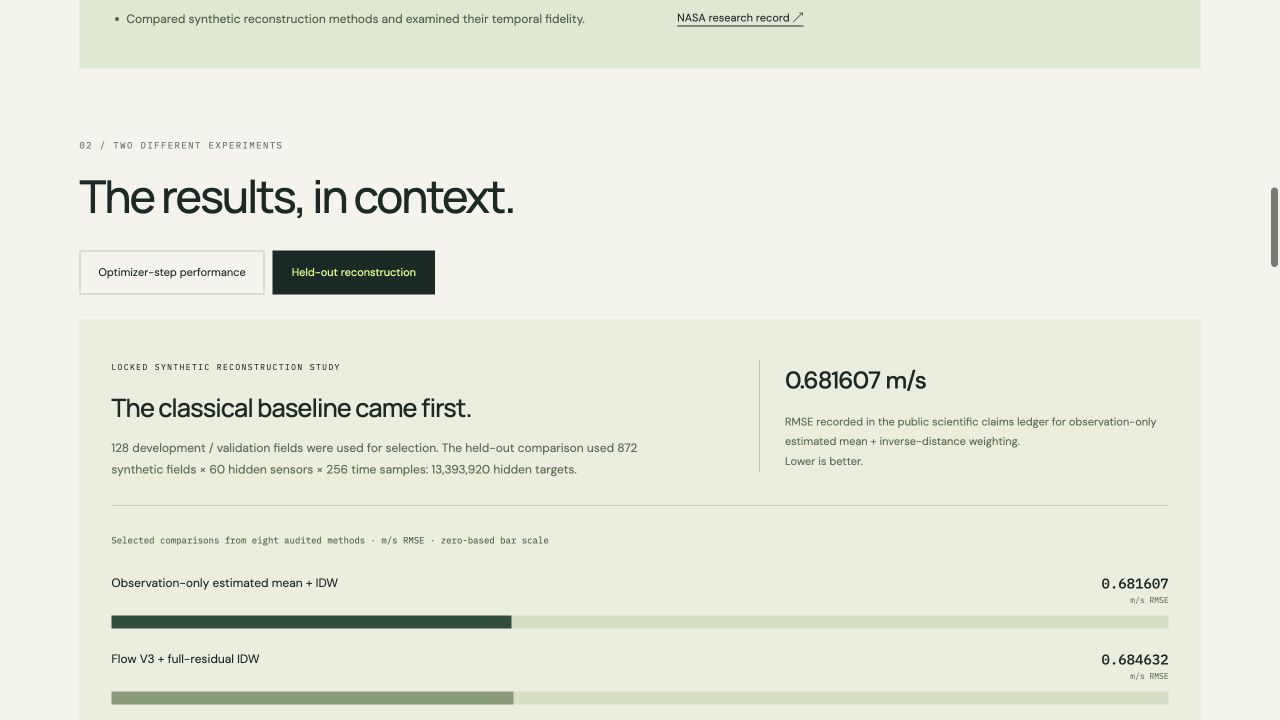 • Compared synthetic reconstruction methods and examined their temporal fidelity.
NASA research record ↗
02 / TWO DIFFERENT EXPERIMENTS
The results, in context.
Optimizer-step performance
Held-out reconstruction
LOCKED SYNTHETIC RECONSTRUCTION STUDY
The classical baseline came first.
128 development / validation fields were used for selection. The held-out comparison used 872
synthetic fields × 60 hidden sensors × 256 time samples: 13,393,920 hidden targets.
0.681607 m/s
RMSE recorded in the public scientific claims ledger for observation-only
estimated mean + inverse-distance weighting.
Lower is better.
Selected comparisons from eight audited methods · m/s RMSE · zero-based bar scale
Observation-only estimated mean + IDW
0.681607
m/s RMSE
Flow V3 + full-residual IDW
0.684632
m/s RMSE